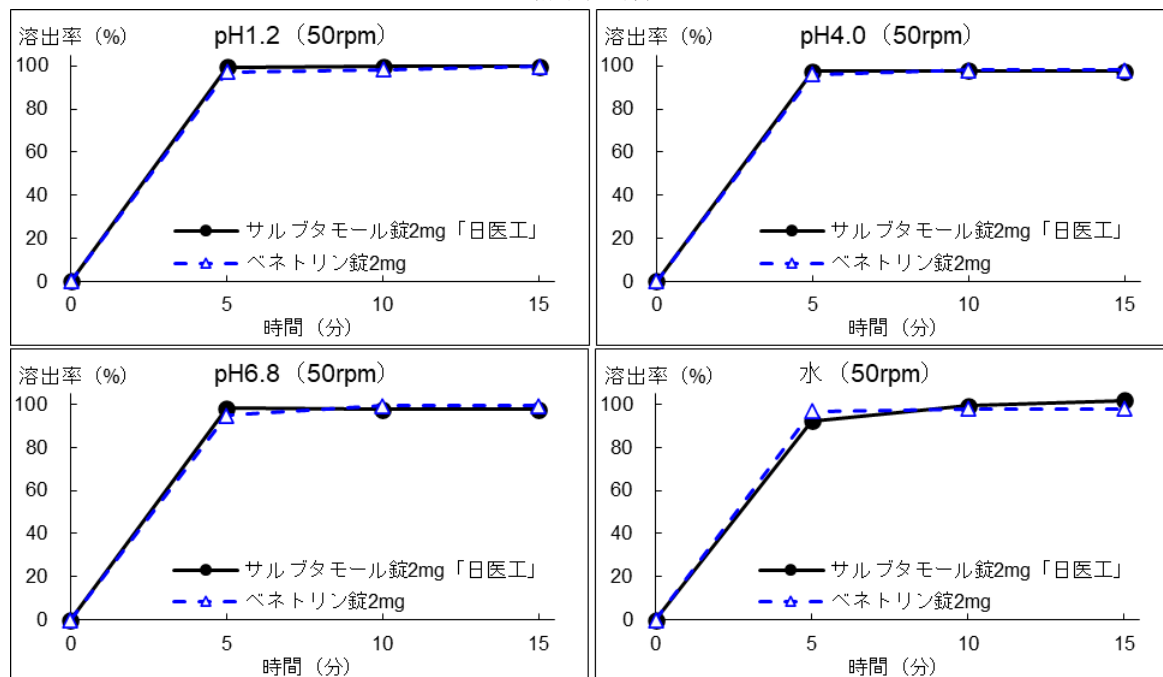 溶出率（%） pH1.2（50rpm）
100
80
60
40
20
0
サルブタモール錠2mg「日医工」
ベネトリン錠2mg
0 5 10 15
時間（分）
溶出率（%） pH4.0（50rpm）
100
80
60
40
20
0
サルブタモール錠2mg「日医工」
ベネトリン錠2mg
0 5 10 15
時間（分）
溶出率（%） pH6.8（50rpm）
100
80
60
40
20
0
サルブタモール錠2mg「日医工」
ベネトリン錠2mg
0 5 10 15
時間（分）
溶出率（%） 水（50rpm）
100
80
60
40
20
0
サルブタモール錠2mg「日医工」
ベネトリン錠2mg
0 5 10 15
時間（分）